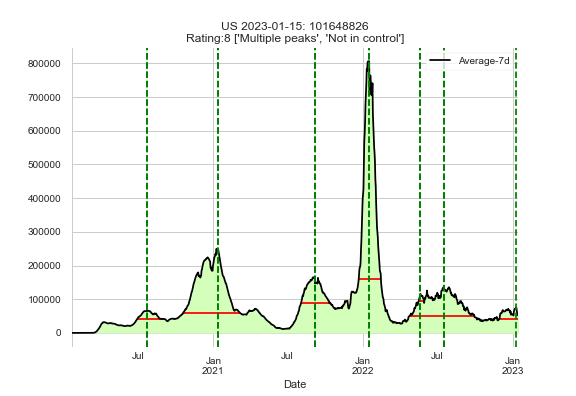 US 2023-01-15: 101648826
Rating:8 ['Multiple peaks', 'Not in control']
Average-7d
800000
700000
600000
500000
400000
300000
200000
100000
0
Jul
Jan
2021
Jul
Jan
2022
Jul
Jan
2023
Date